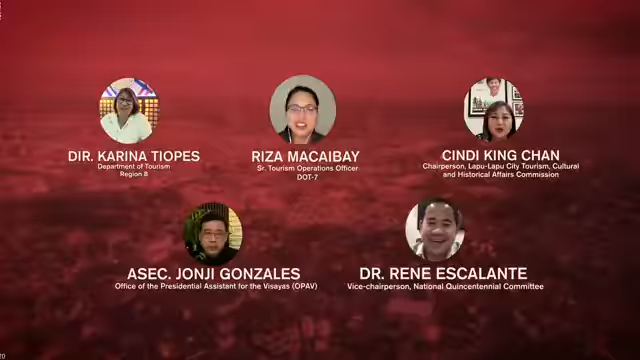 DIR. KARINA TIOPES
Department of Tourism
Region 8
RIZA MACAIBAY
Sr. Tourism Operations Officer
DOT-7
CINDI KING CHAN
Chairperson, Lapu-Lapu City Tourism, Cultural
and Historical Affairs Commission
ASEC. JONJI GONZALES
Office of the Presidential Assistant for the Visayas (OPAV)
DR. RENE ESCALANTE
Vice-chairperson, National Quincentennial Committee